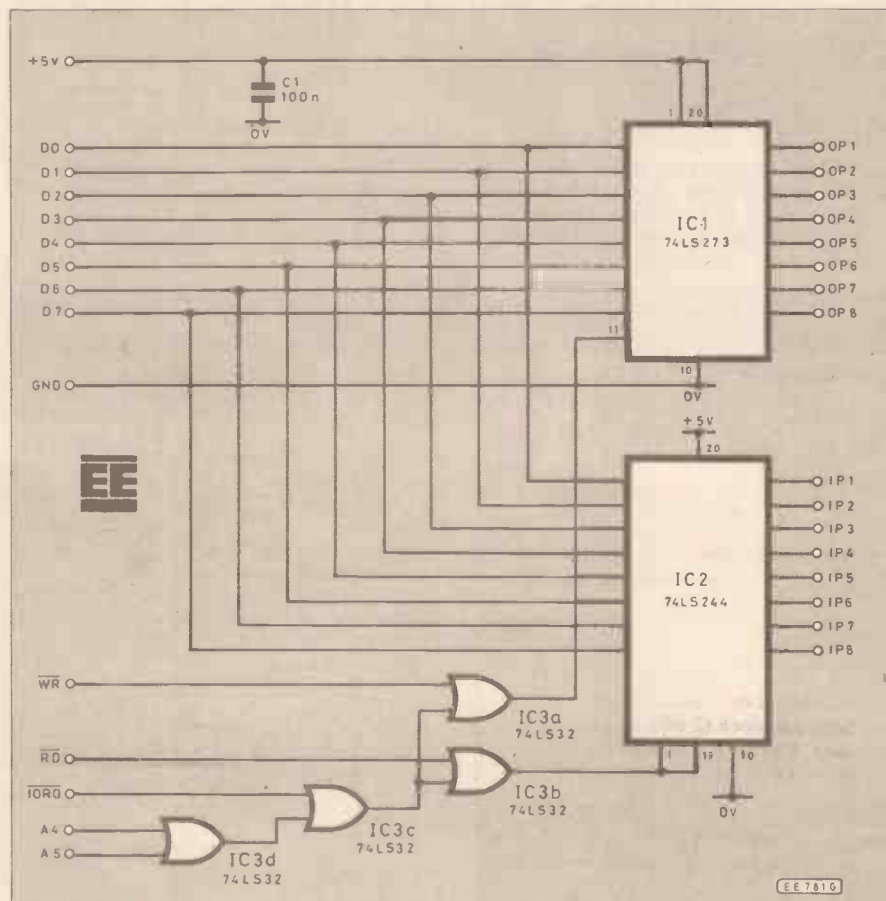 +5V
C1
100n
0V
1 20
D0
OP1
D1
OP2
D2
OP3
D3
IC1
OP4
D4
74LS273
OP5
D5
OP6
D6
OP7
D7
OP8
11
GND
10
0V
+5V
20
EE
IP1
IP2
IP3
IP4
IC2
IP5
74LS244
IP6
IP7
IP8
WR
IC3a
74LS32
RD
1 19 10
IORG
IC3b
74LS32
0V
A4
IC3c
74LS32
A5
IC3d
74LS32
EE781G